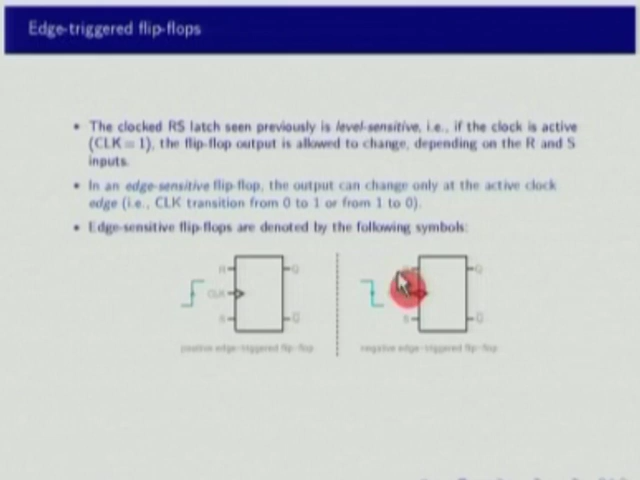 Edge-triggered flip-flops
• The clocked RS latch seen previously is level-sensitive, i.e., if the clock is active
(CLK = 1), the flip-flop output is allowed to change, depending on the R and S
inputs.
• In an edge-sensitive flip-flop, the output can change only at the active clock
edge (i.e., CLK transition from 0 to 1 or from 1 to 0).
• Edge-sensitive flip-flops are denoted by the following symbols:
R Q
CLK
S Q
positive edge-triggered flip-flop
Q
S Q
negative edge-triggered flip-flop